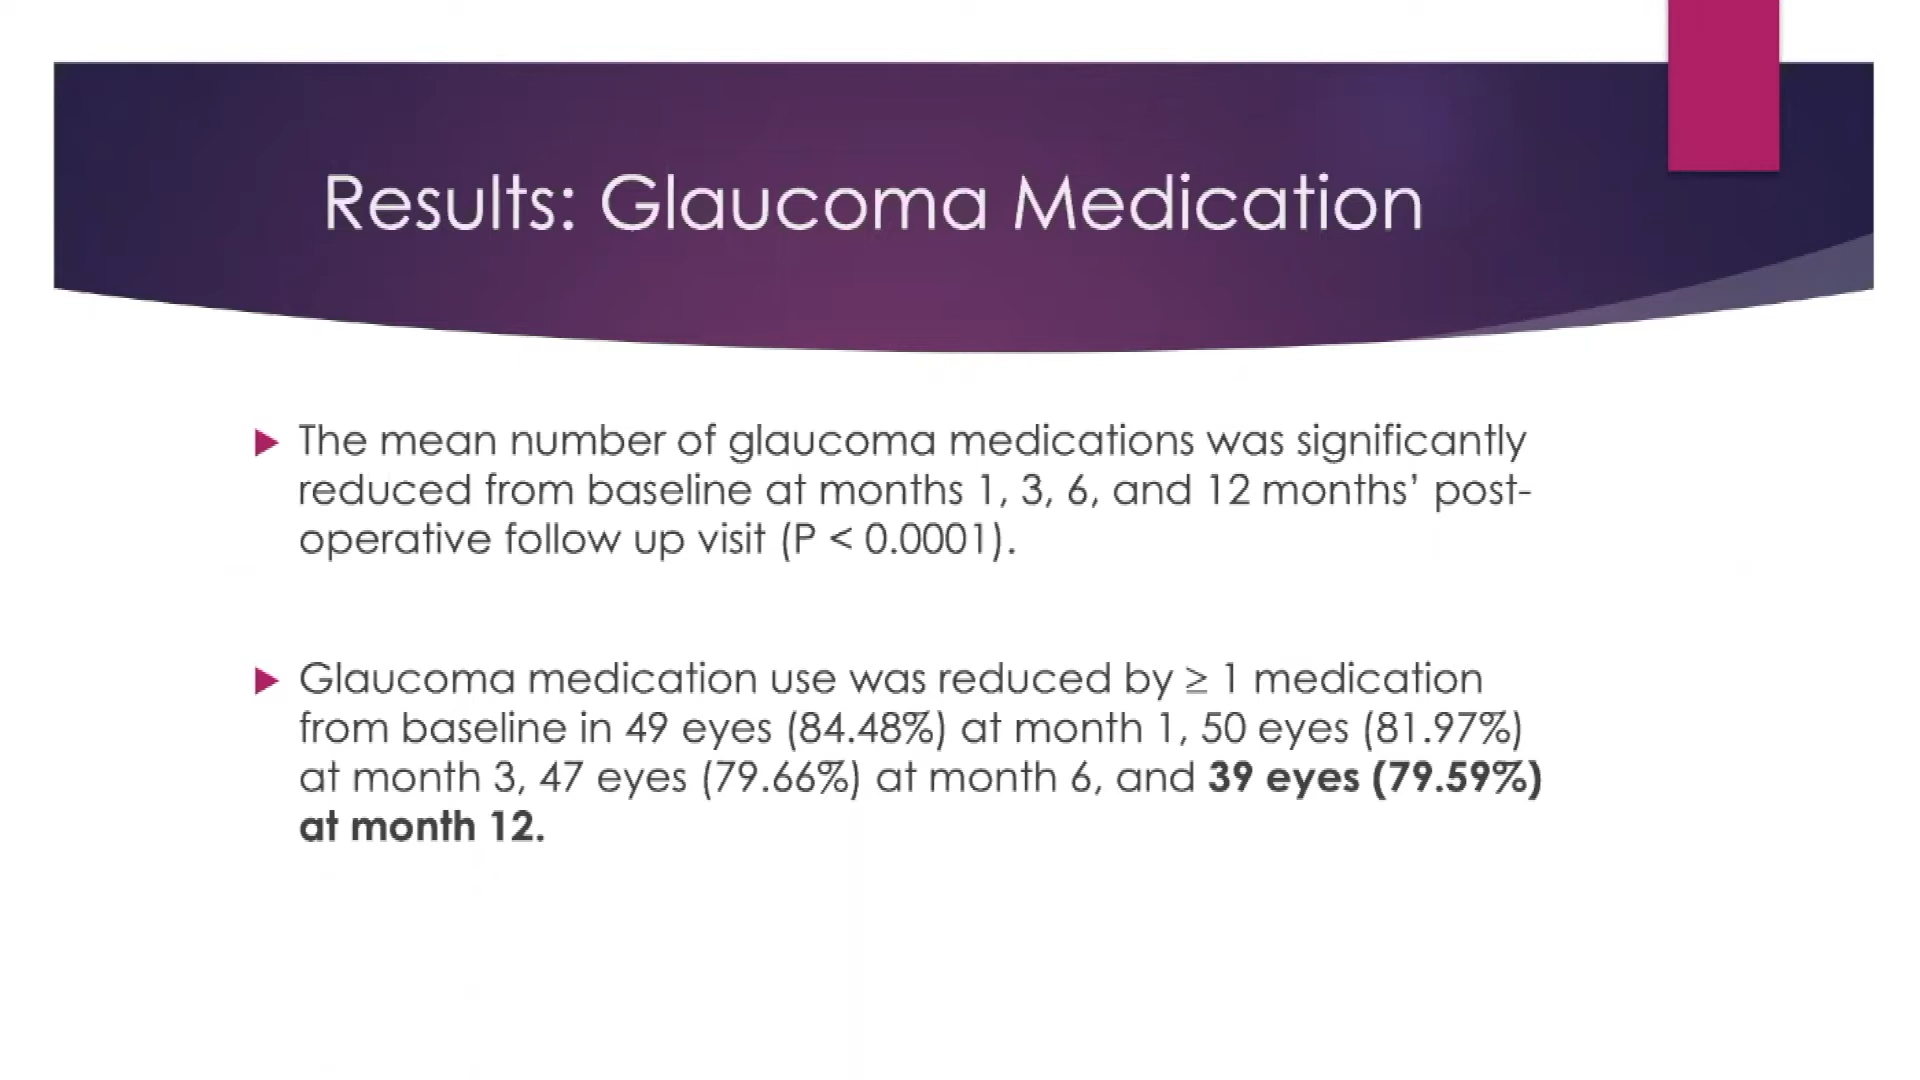 Results: Glaucoma Medication
The mean number of glaucoma medications was significantly
reduced from baseline at months 1, 3, 6, and 12 months’ post-
operative follow up visit (P < 0.0001).
Glaucoma medication use was reduced by ≥ 1 medication
from baseline in 49 eyes (84.48%) at month 1, 50 eyes (81.97%)
at month 3, 47 eyes (79.66%) at month 6, and 39 eyes (79.59%)
at month 12.